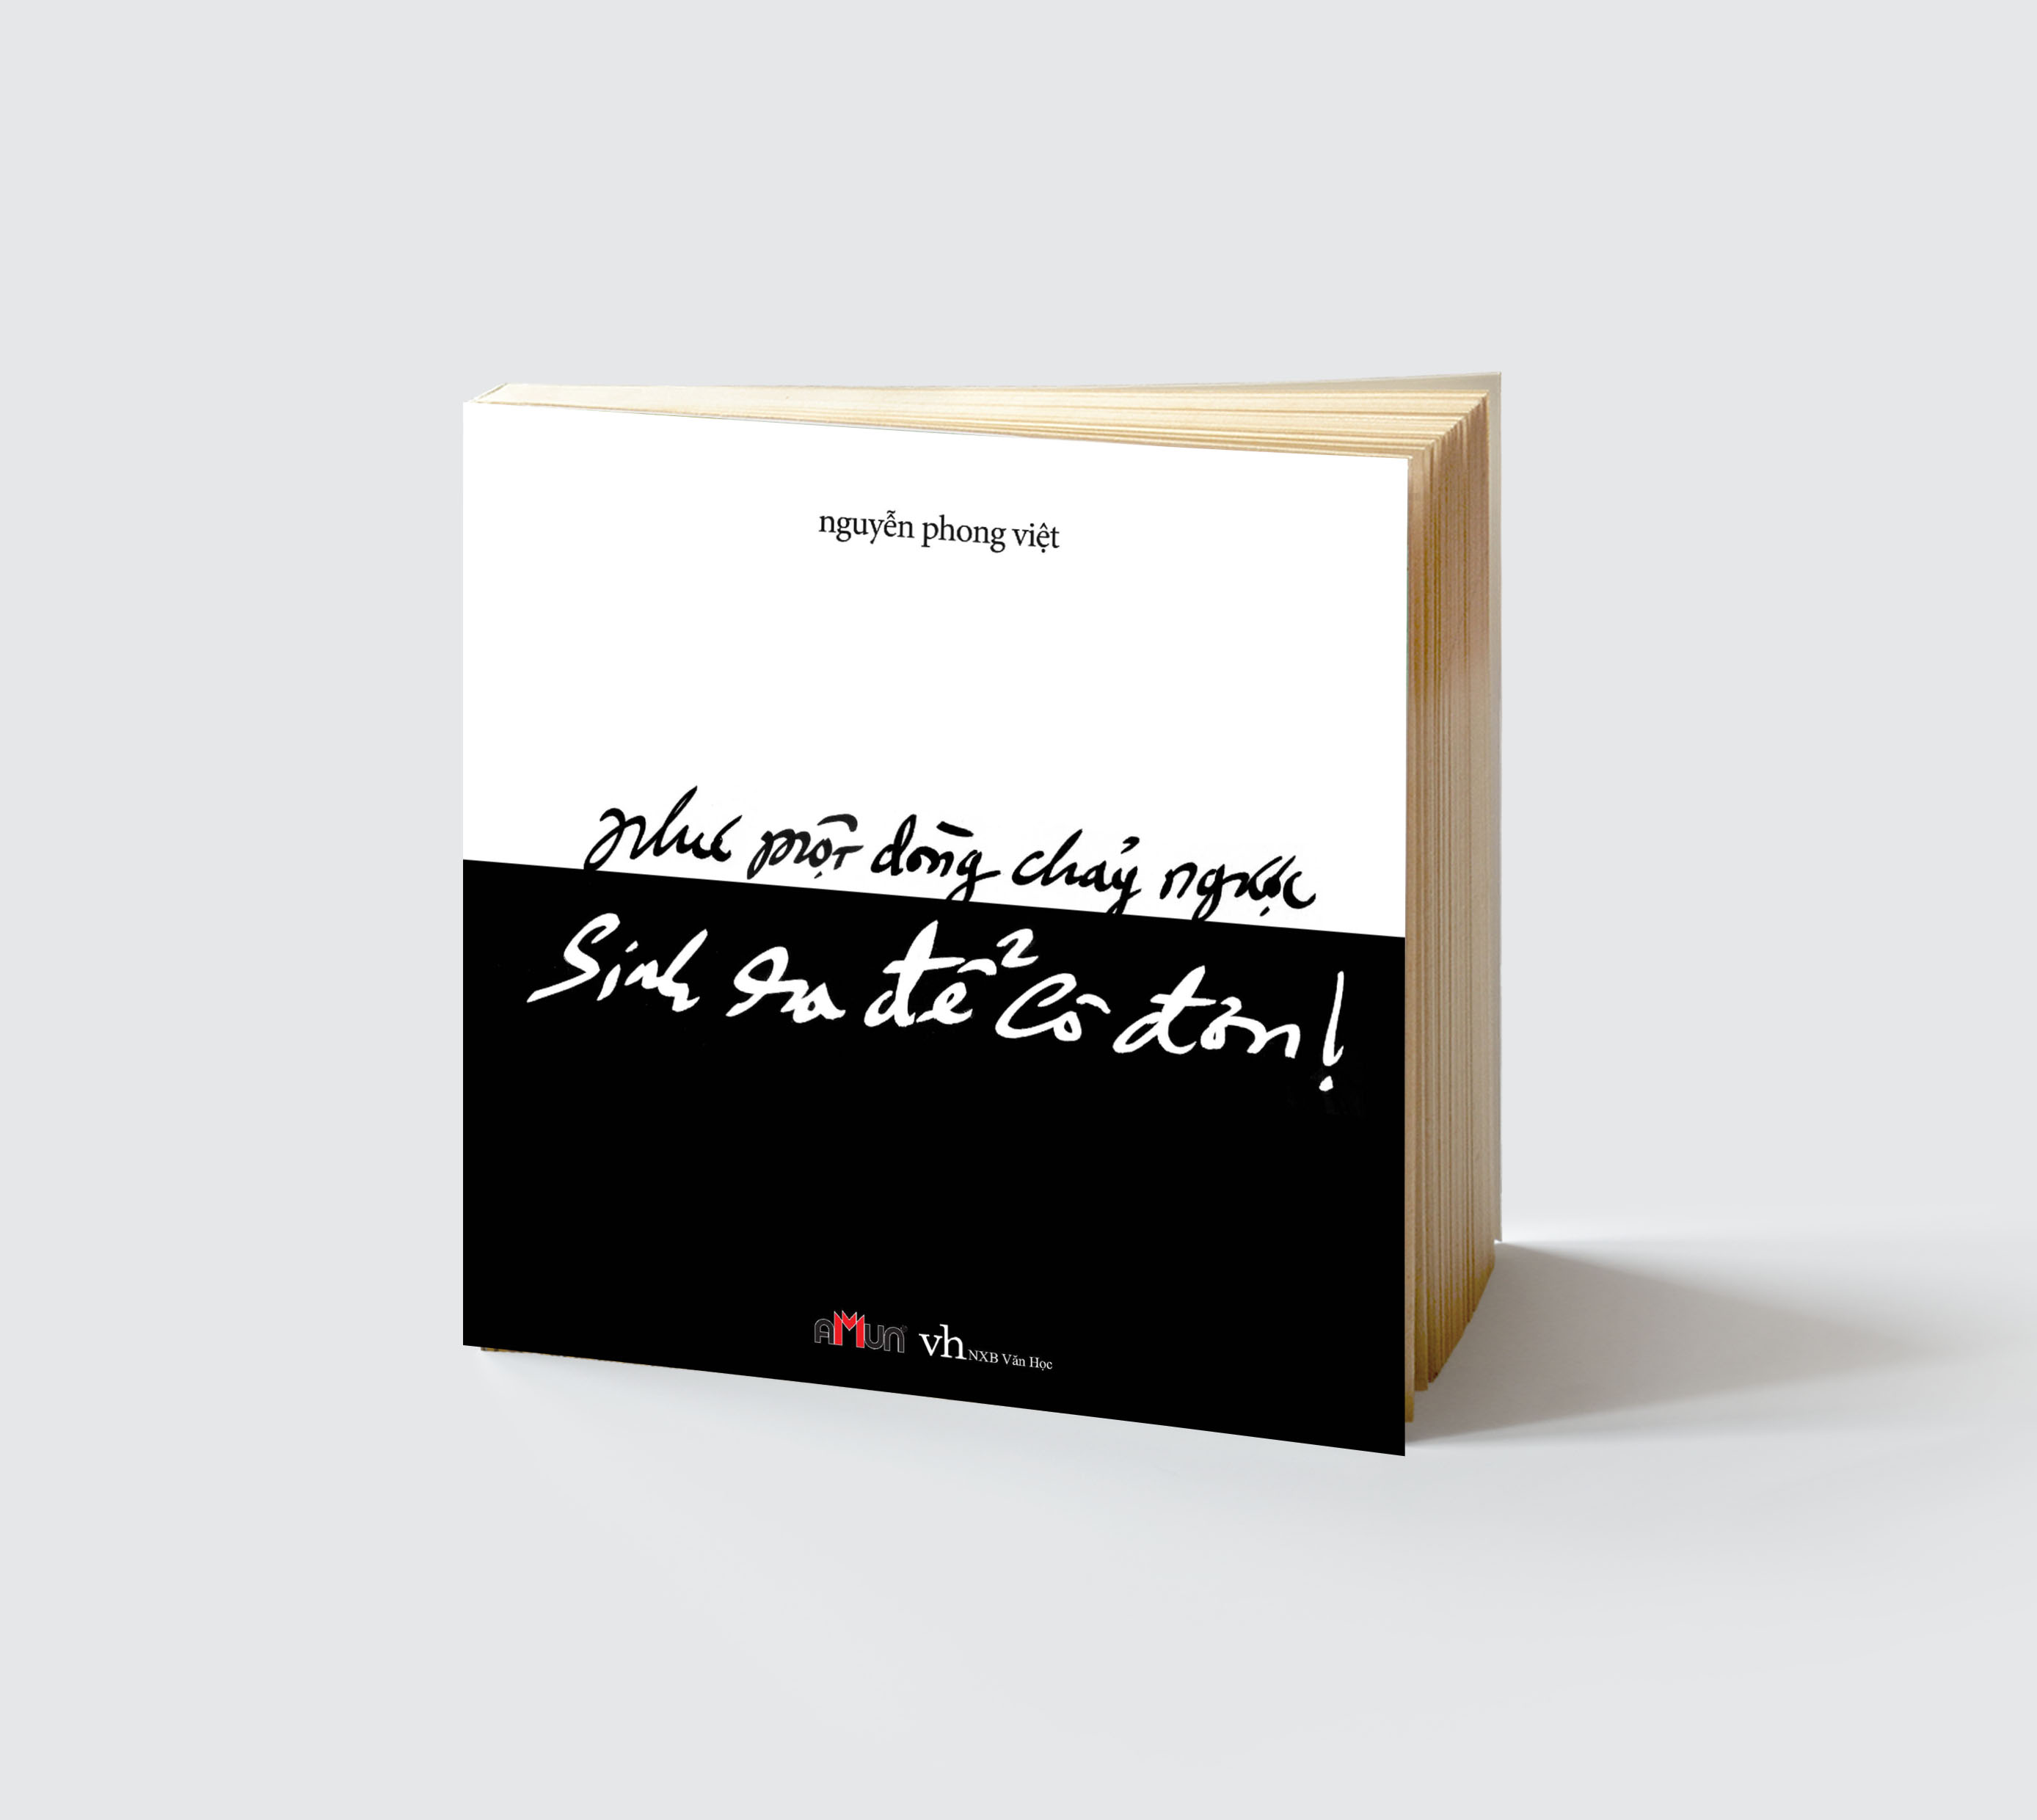 nguyễn phong việt
như một dòng chảy ngược
Sinh ra để cô đơn!
AMUN® vh NXB Văn Học